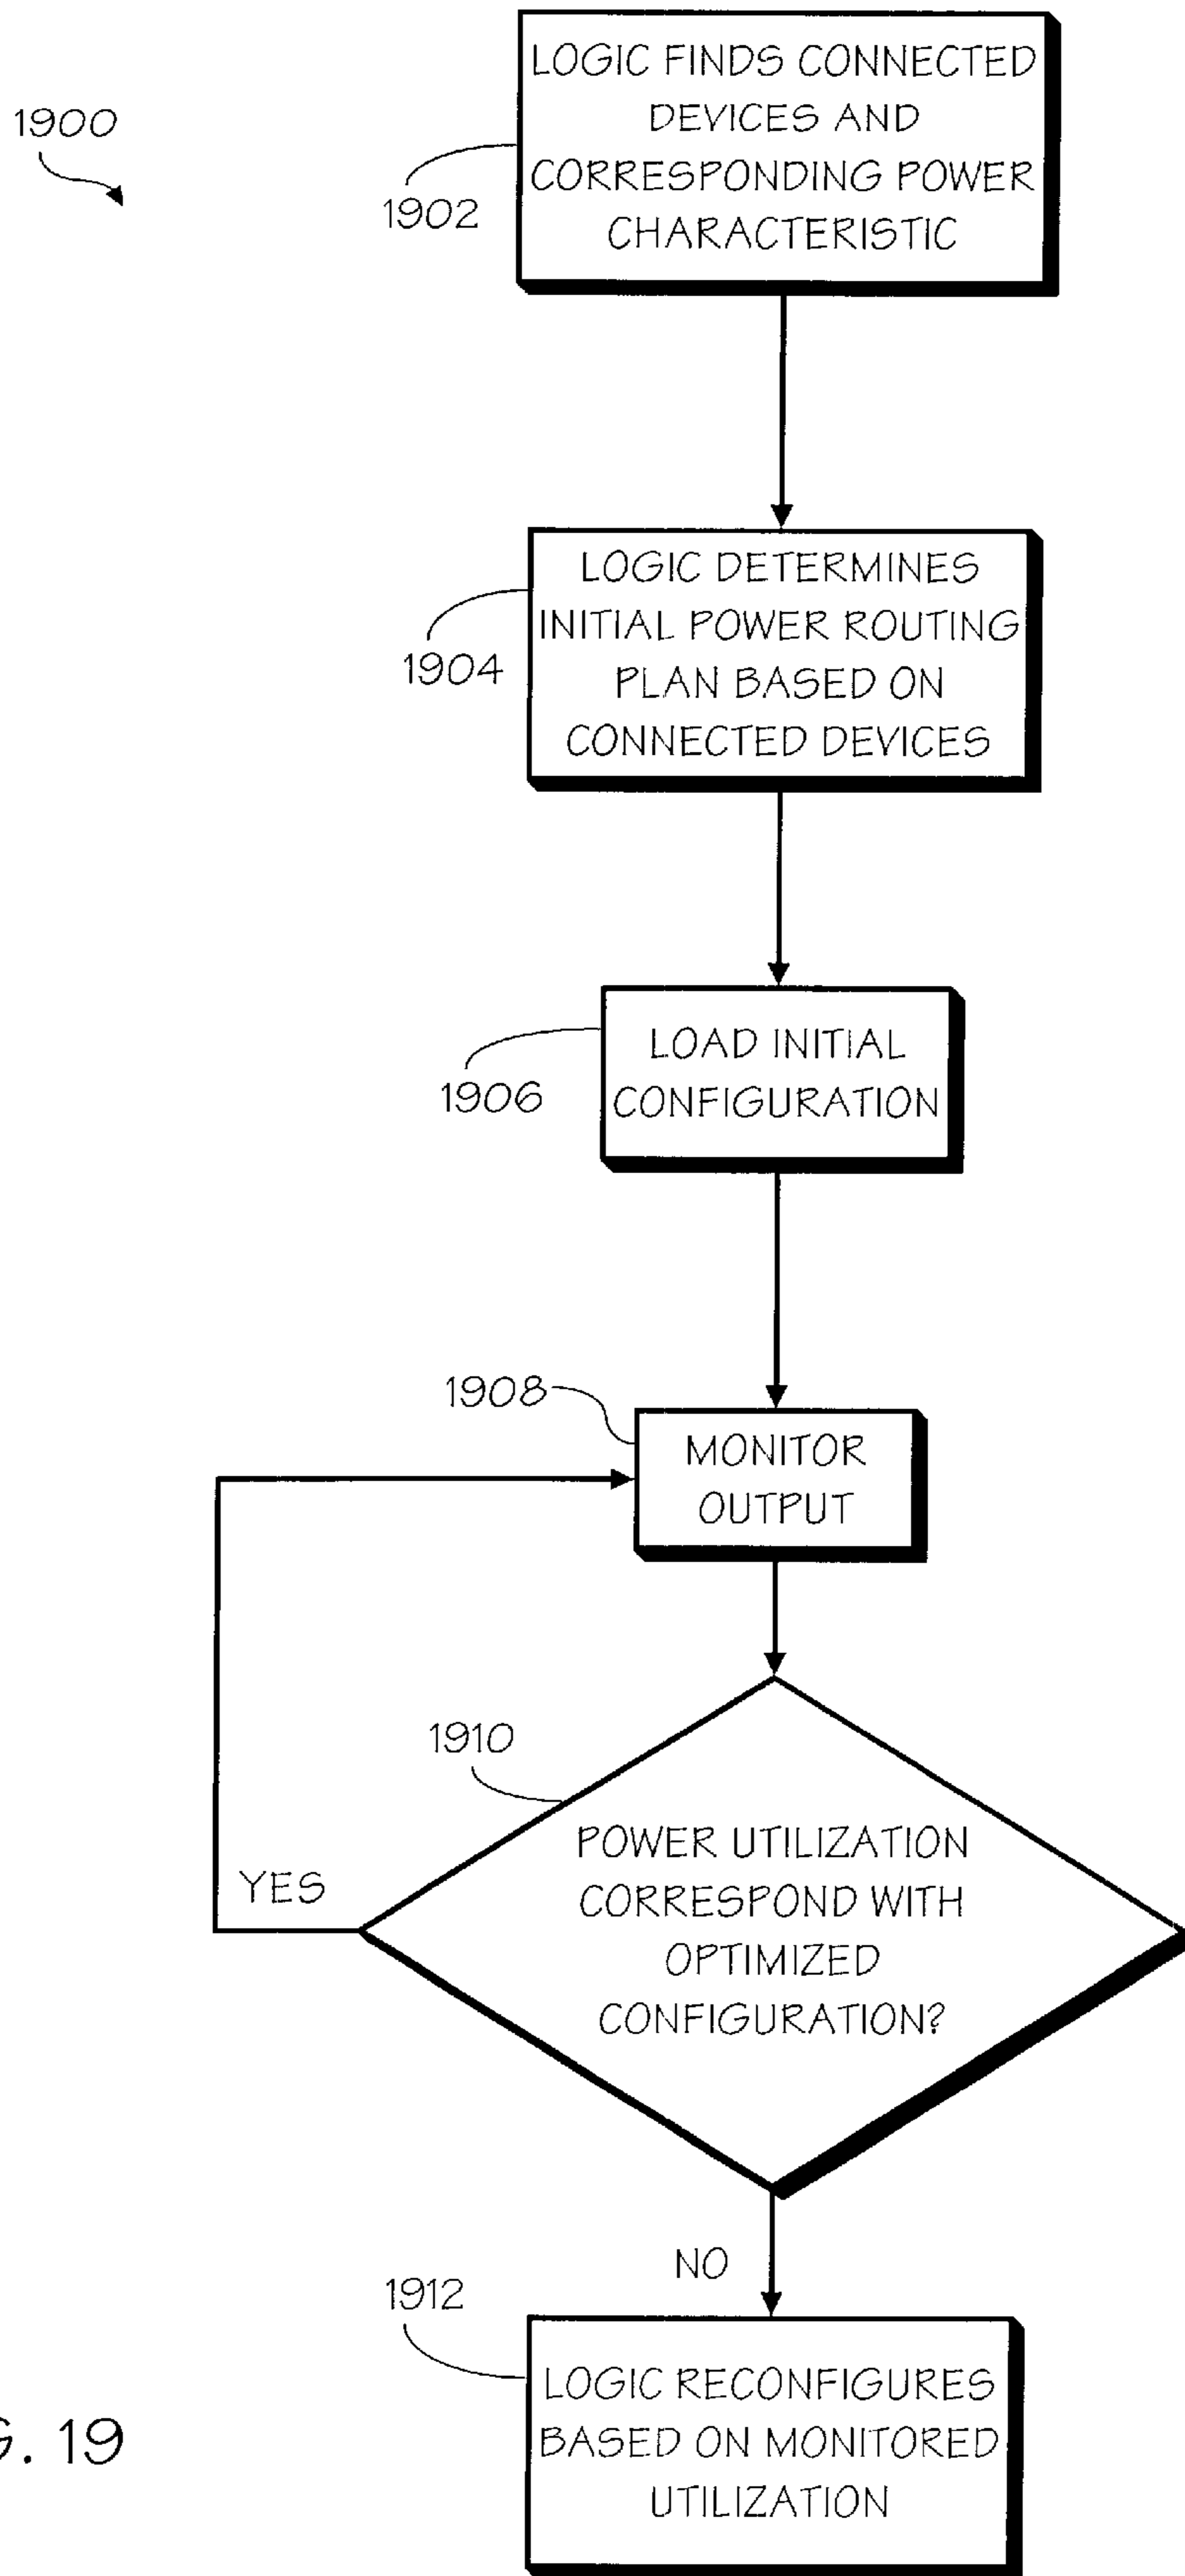 1900
LOGIC FINDS CONNECTED
DEVICES AND
CORRESPONDING POWER
CHARACTERISTIC
1902
LOGIC DETERMINES
INITIAL POWER ROUTING
PLAN BASED ON
CONNECTED DEVICES
1904
LOAD INITIAL
CONFIGURATION
1906
1908
MONITOR
OUTPUT
1910
POWER UTILIZATION
CORRESPOND WITH
OPTIMIZED
CONFIGURATION?
YES
NO
1912
LOGIC RECONFIGURES
BASED ON MONITORED
UTILIZATION
G. 19